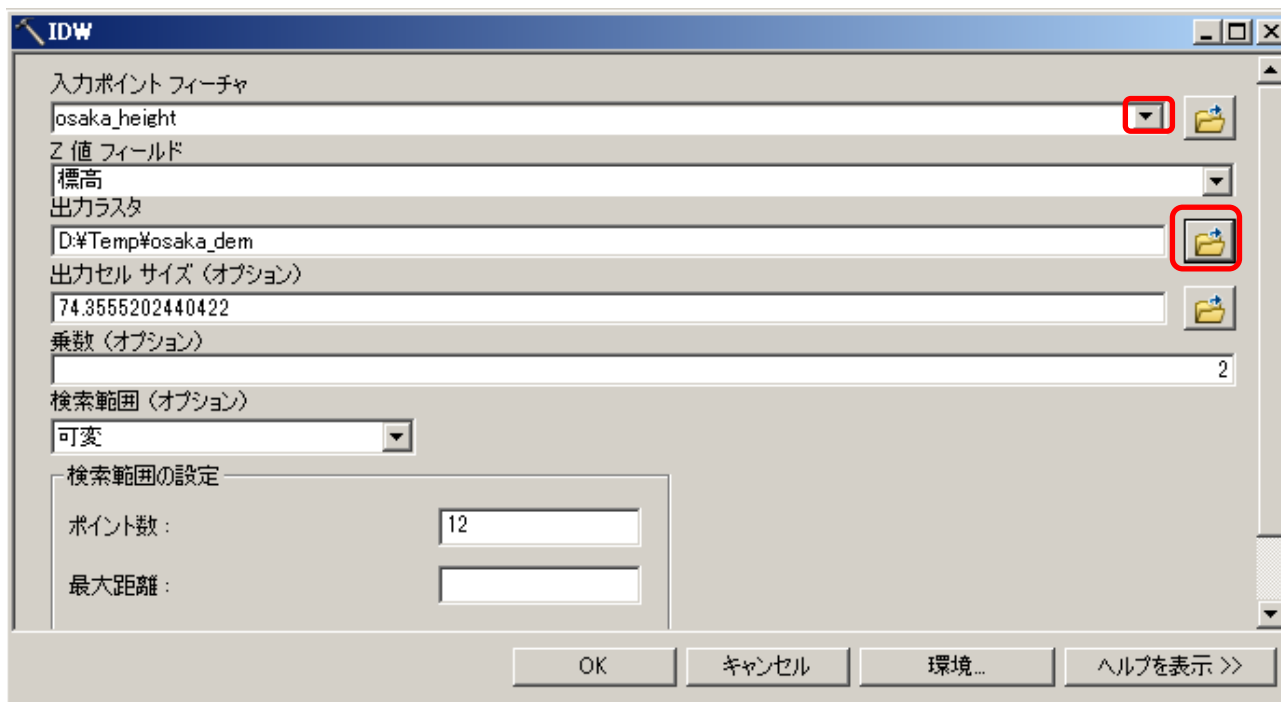 IDW
入力ポイント フィーチャ
osaka_height
Z 値 フィールド
標高
出力ラスタ
D:¥Temp¥osaka_dem
出力セル サイズ (オプション)
74.3555202440422
乗数 (オプション)
2
検索範囲 (オプション)
可変
検索範囲の設定
ポイント数 : 12
最大距離 :
OK キャンセル 環境... ヘルプを表示 >>